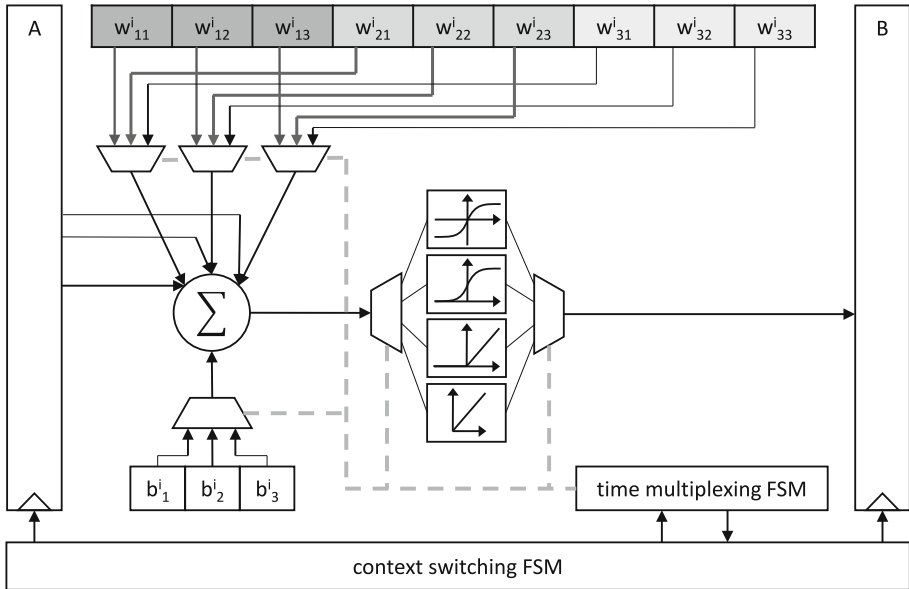 A w^i_11 w^i_12 w^i_13 w^i_21 w^i_22 w^i_23 w^i_31 w^i_32 w^i_33 B
Σ
b^i_1 b^i_2 b^i_3
time multiplexing FSM
context switching FSM